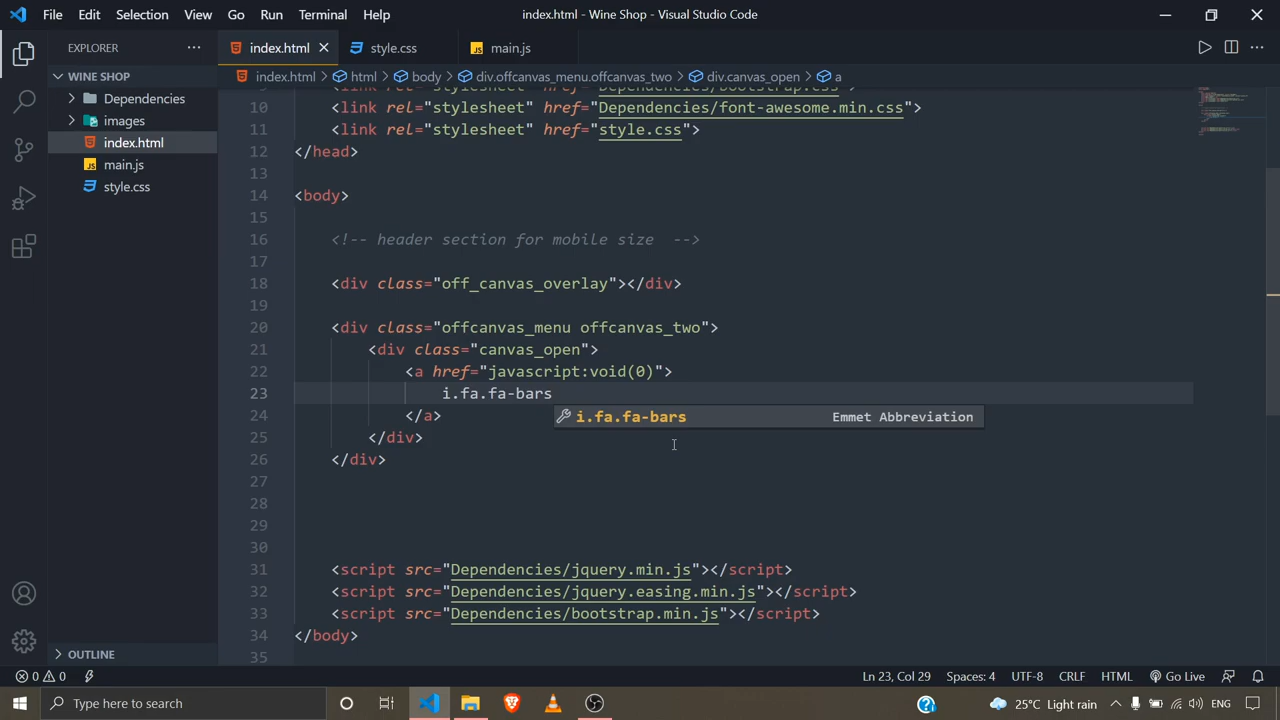 File Edit Selection View Go Run Terminal Help index.html - Wine Shop - Visual Studio Code
EXPLORER
index.html
style.css
main.js
WINE SHOP
Dependencies
images
index.html
main.js
style.css
OUTLINE
index.html > html > body > div.offcanvas_menu.offcanvas_two > div.canvas_open > a
9 <link rel="stylesheet" href="Dependencies/bootstrap.css">
10 <link rel="stylesheet" href="Dependencies/font-awesome.min.css">
11 <link rel="stylesheet" href="style.css">
12 </head>
13
14 <body>
15
16 <!-- header section for mobile size -->
17
18 <div class="off_canvas_overlay"></div>
19
20 <div class="offcanvas_menu offcanvas_two">
21 <div class="canvas_open">
22 <a href="javascript:void(0)">
23 i.fa.fa-bars
i.fa.fa-bars Emmet Abbreviation
24 </a>
25 </div>
26 </div>
27
28
29
30
31 <script src="Dependencies/jquery.min.js"></script>
32 <script src="Dependencies/jquery.easing.min.js"></script>
33 <script src="Dependencies/bootstrap.min.js"></script>
34 </body>
35
0 0 Ln 23, Col 29 Spaces: 4 UTF-8 CRLF HTML Go Live
Type here to search
25°C Light rain ENG